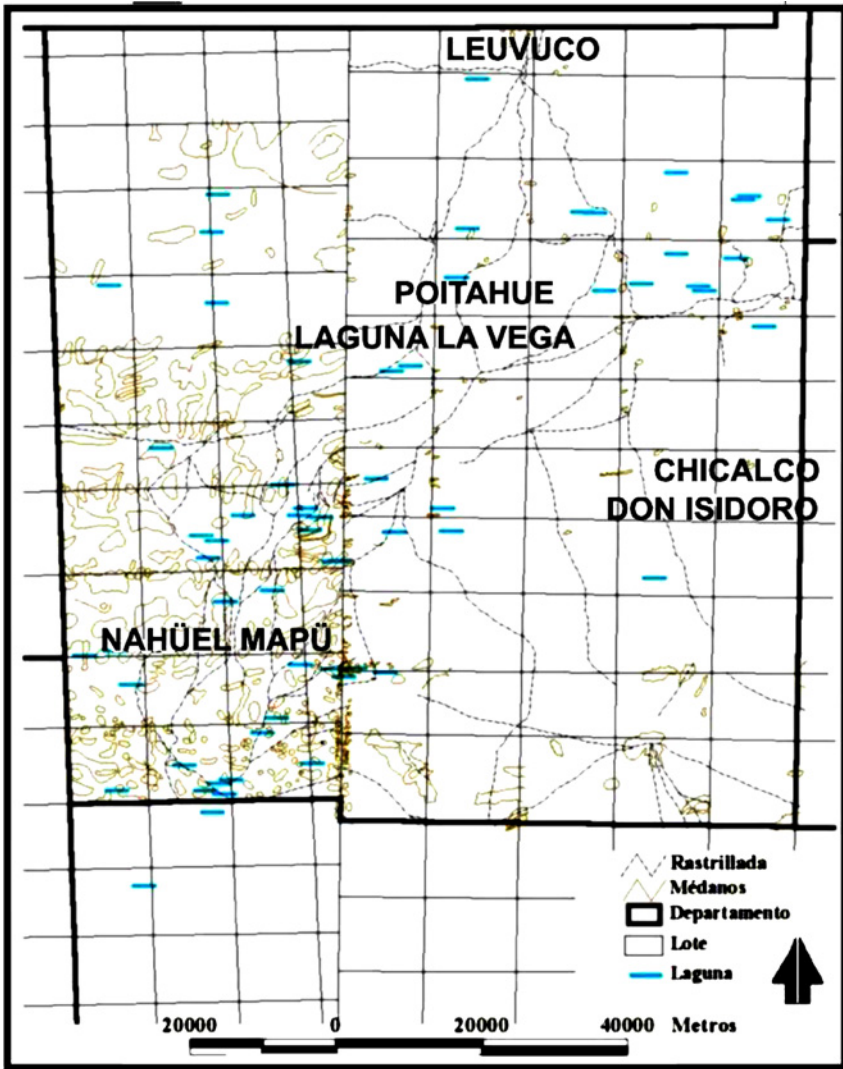 LEUVUCO
POITAHUE
LAGUNA LA VEGA
CHICALCO
DON ISIDORO
NAHÜEL MAPÜ
Rastrillada
Médanos
Departamento
Lote
Laguna
20000 0 20000 40000 Metros